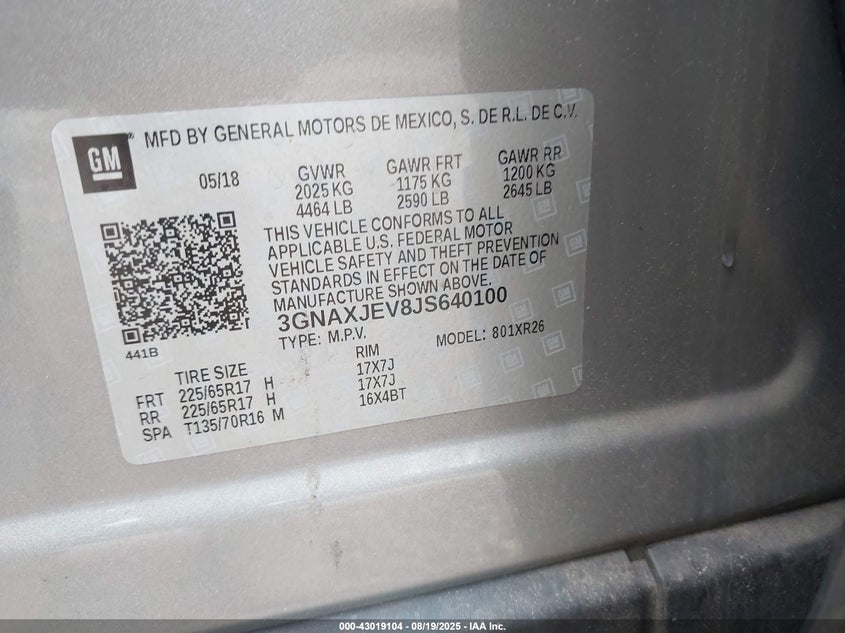 GM
MFD BY GENERAL MOTORS DE MEXICO, S. DE R.L. DE C.V.
05/18
GVWR GAWR FRT GAWR RR
2025 KG 1175 KG 1200 KG
4464 LB 2590 LB 2645 LB
THIS VEHICLE CONFORMS TO ALL
APPLICABLE U.S. FEDERAL MOTOR
VEHICLE SAFETY AND THEFT PREVENTION
STANDARDS IN EFFECT ON THE DATE OF
MANUFACTURE SHOWN ABOVE.
3GNAXJEV8JS640100
TYPE: M.P.V. MODEL: 801XR26
441B
TIRE SIZE RIM
FRT 225/65R17 H 17X7J
RR 225/65R17 H 17X7J
SPA T135/70R16 M 16X4BT
000-43019104 - 08/19/2025 - IAA Inc.